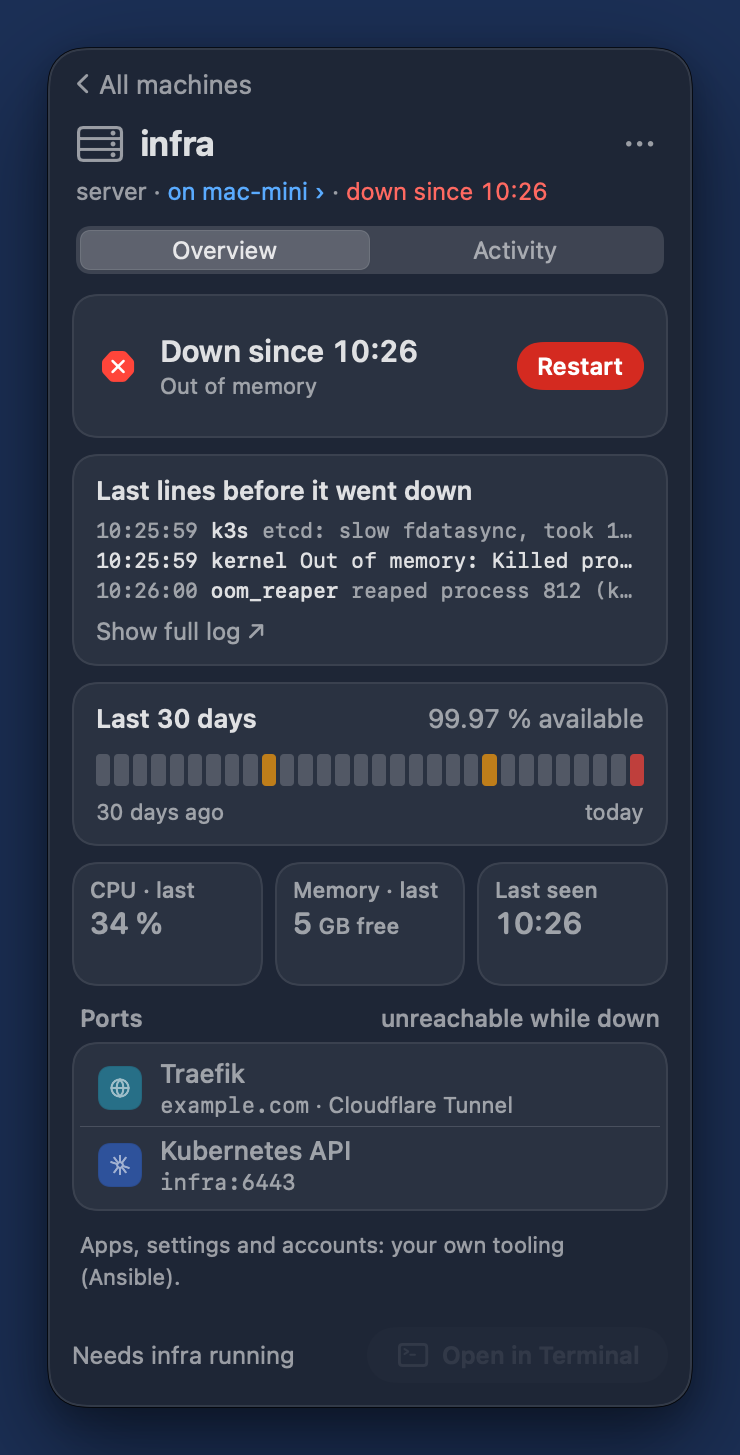 All machines
infra
server · on mac-mini › · down since 10:26
Overview
Activity
Down since 10:26
Out of memory
Restart
Last lines before it went down
10:25:59 k3s etcd: slow fdatasync, took 1…
10:25:59 kernel Out of memory: Killed pro…
10:26:00 oom_reaper reaped process 812 (k…
Show full log ↗
Last 30 days
99.97 % available
30 days ago
today
CPU · last
34 %
Memory · last
5 GB free
Last seen
10:26
Ports
unreachable while down
Traefik
example.com · Cloudflare Tunnel
Kubernetes API
infra:6443
Apps, settings and accounts: your own tooling
(Ansible).
Needs infra running
Open in Terminal